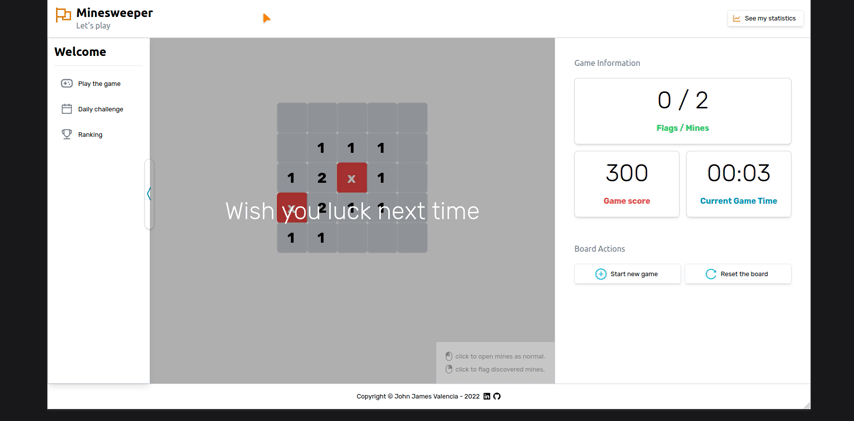 Minesweeper
Let's play
See my statistics
Welcome
Play the game
Daily challenge
Ranking
1 1 1
1 2 x 1
x 2 1 1
1 1
Wish you luck next time
click to open mines as normal.
click to flag discovered mines.
Game Information
0 / 2
Flags / Mines
300
Game score
00:03
Current Game Time
Board Actions
Start new game
Reset the board
Copyright © John James Valencia - 2022